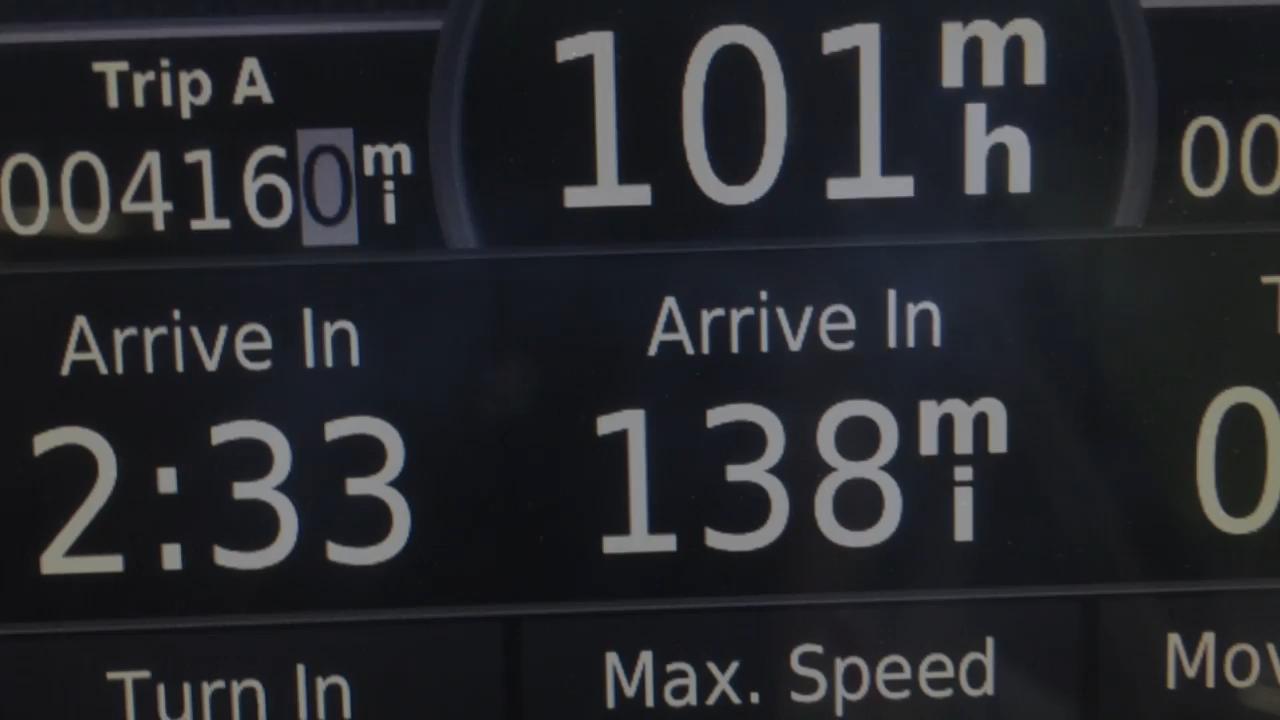 Trip A
004160 mi
101 mh
00
Arrive In
2:33
Arrive In
138 mi
0
Turn In
Max. Speed
Mov